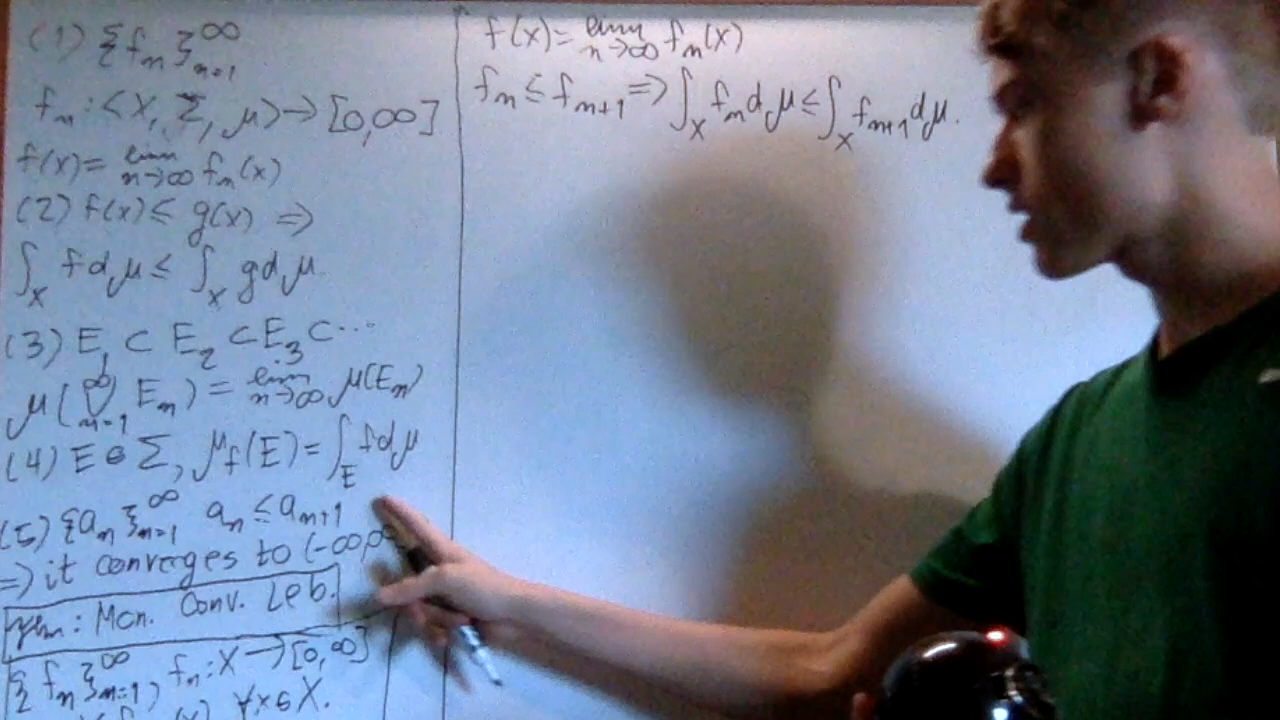 (1) {f_n}_{n=1}^∞
f_n : <X, Σ, μ) → [0,∞]
f(x) = lim_{n→∞} f_n(x)
(2) f(x) ≤ g(x) ⇒
∫_X f dμ ≤ ∫_X g dμ.
(3) E_1 ⊂ E_2 ⊂ E_3 ⊂ ...
μ(∪_{n=1}^∞ E_n) = lim_{n→∞} μ(E_n)
(4) E ∈ Σ, μ_f(E) = ∫_E f dμ
(5) {a_n}_{n=1}^∞ a_n ≤ a_{n+1}
⇒ it converges to (-∞,∞
: Mon. Conv. Leb.
{f_n}_{n=1}^∞, f_n : X → [0,∞]
(x) ∀x∈X.
f(x) = lim_{n→∞} f_n(x)
f_n ≤ f_{n+1} ⇒ ∫_X f_n dμ ≤ ∫_X f_{n+1} dμ.